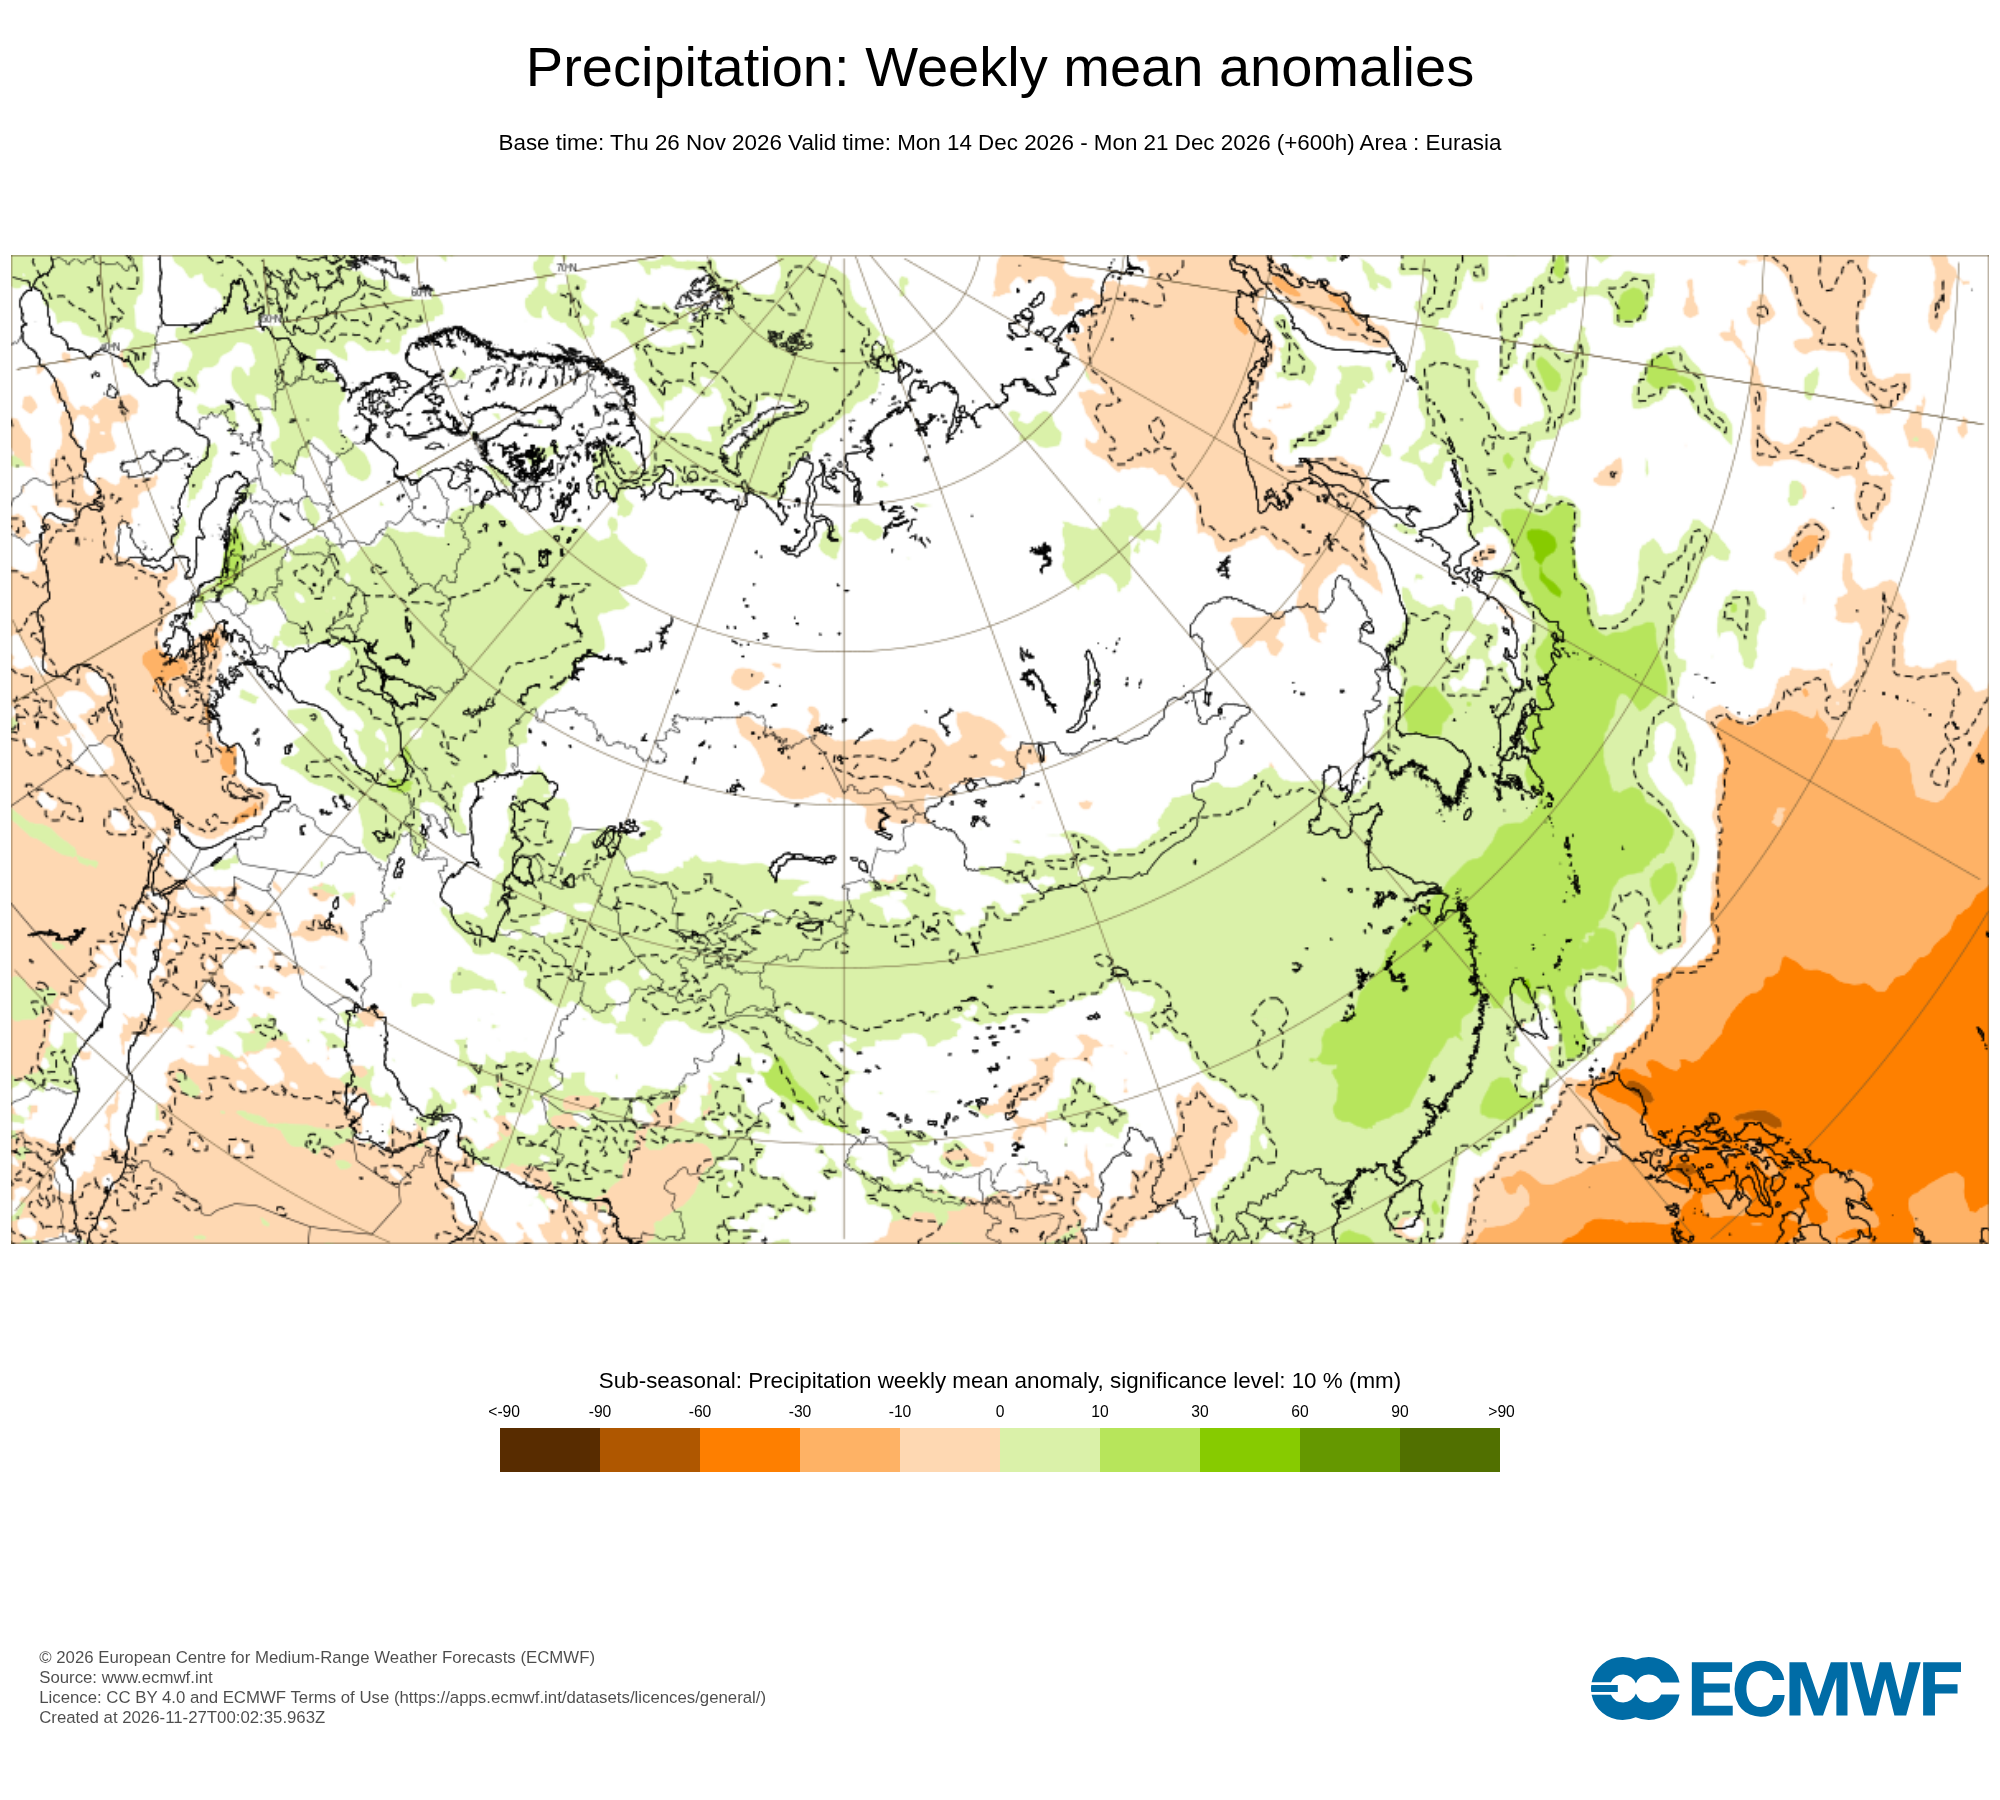 Precipitation: Weekly mean anomalies
Base time: Thu 26 Nov 2026 Valid time: Mon 14 Dec 2026 - Mon 21 Dec 2026 (+600h) Area : Eurasia
70°N
60°N
50°N
Sub-seasonal: Precipitation weekly mean anomaly, significance level: 10 % (mm)
<-90 -90 -60 -30 -10 0 10 30 60 90 >90
© 2026 European Centre for Medium-Range Weather Forecasts (ECMWF)
Source: www.ecmwf.int
Licence: CC BY 4.0 and ECMWF Terms of Use (https://apps.ecmwf.int/datasets/licences/general/)
Created at 2026-11-27T00:02:35.963Z
ECMWF